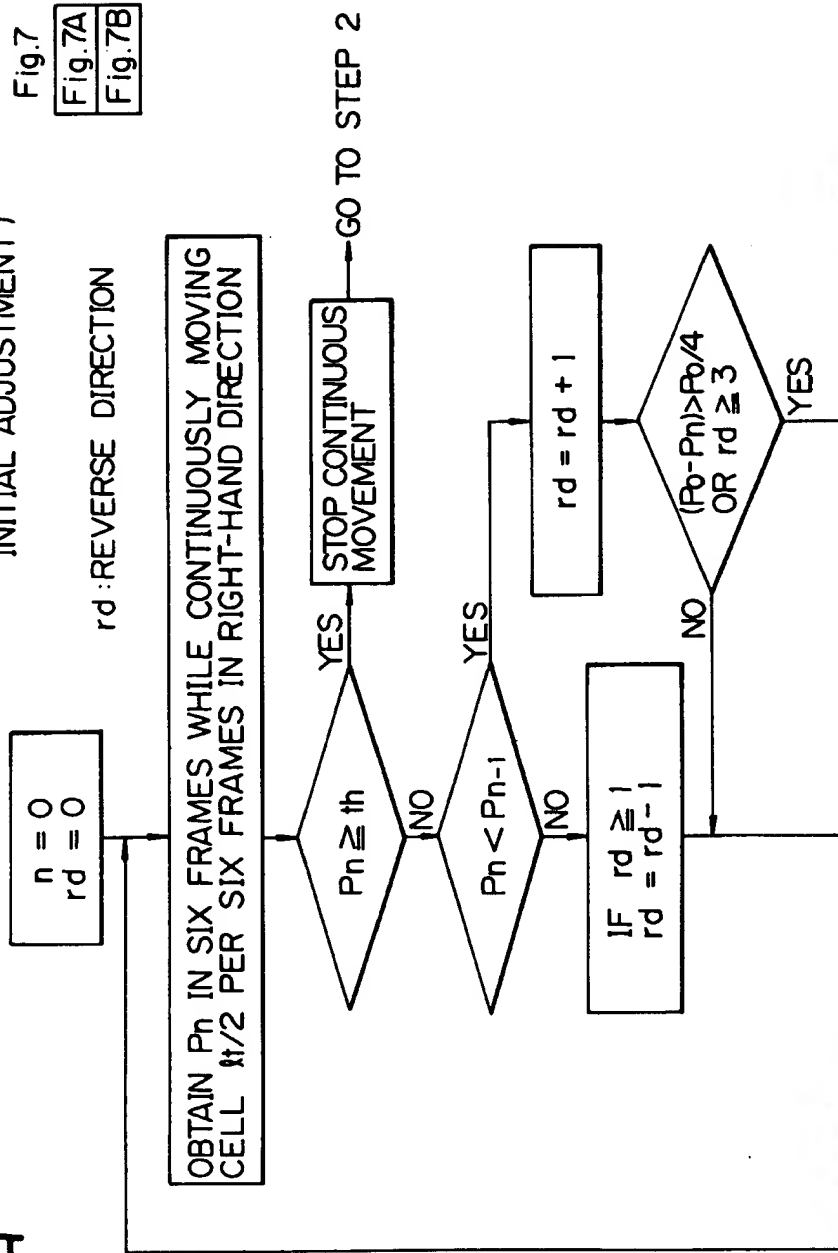 Fig.7
Fig.7A
Fig.7B
INITIAL ADJUSTMENT)
rd : REVERSE DIRECTION
n = 0
rd = 0
OBTAIN Pn IN SIX FRAMES WHILE CONTINUOUSLY MOVING
CELL ℓt/2 PER SIX FRAMES IN RIGHT-HAND DIRECTION
Pn ≧ th
YES
STOP CONTINUOUS
MOVEMENT
GO TO STEP 2
NO
Pn < Pn-1
YES
rd = rd + 1
NO
IF rd ≧ 1
rd = rd - 1
(Po-Pn)>Po/4
OR rd ≧ 3
NO
YES